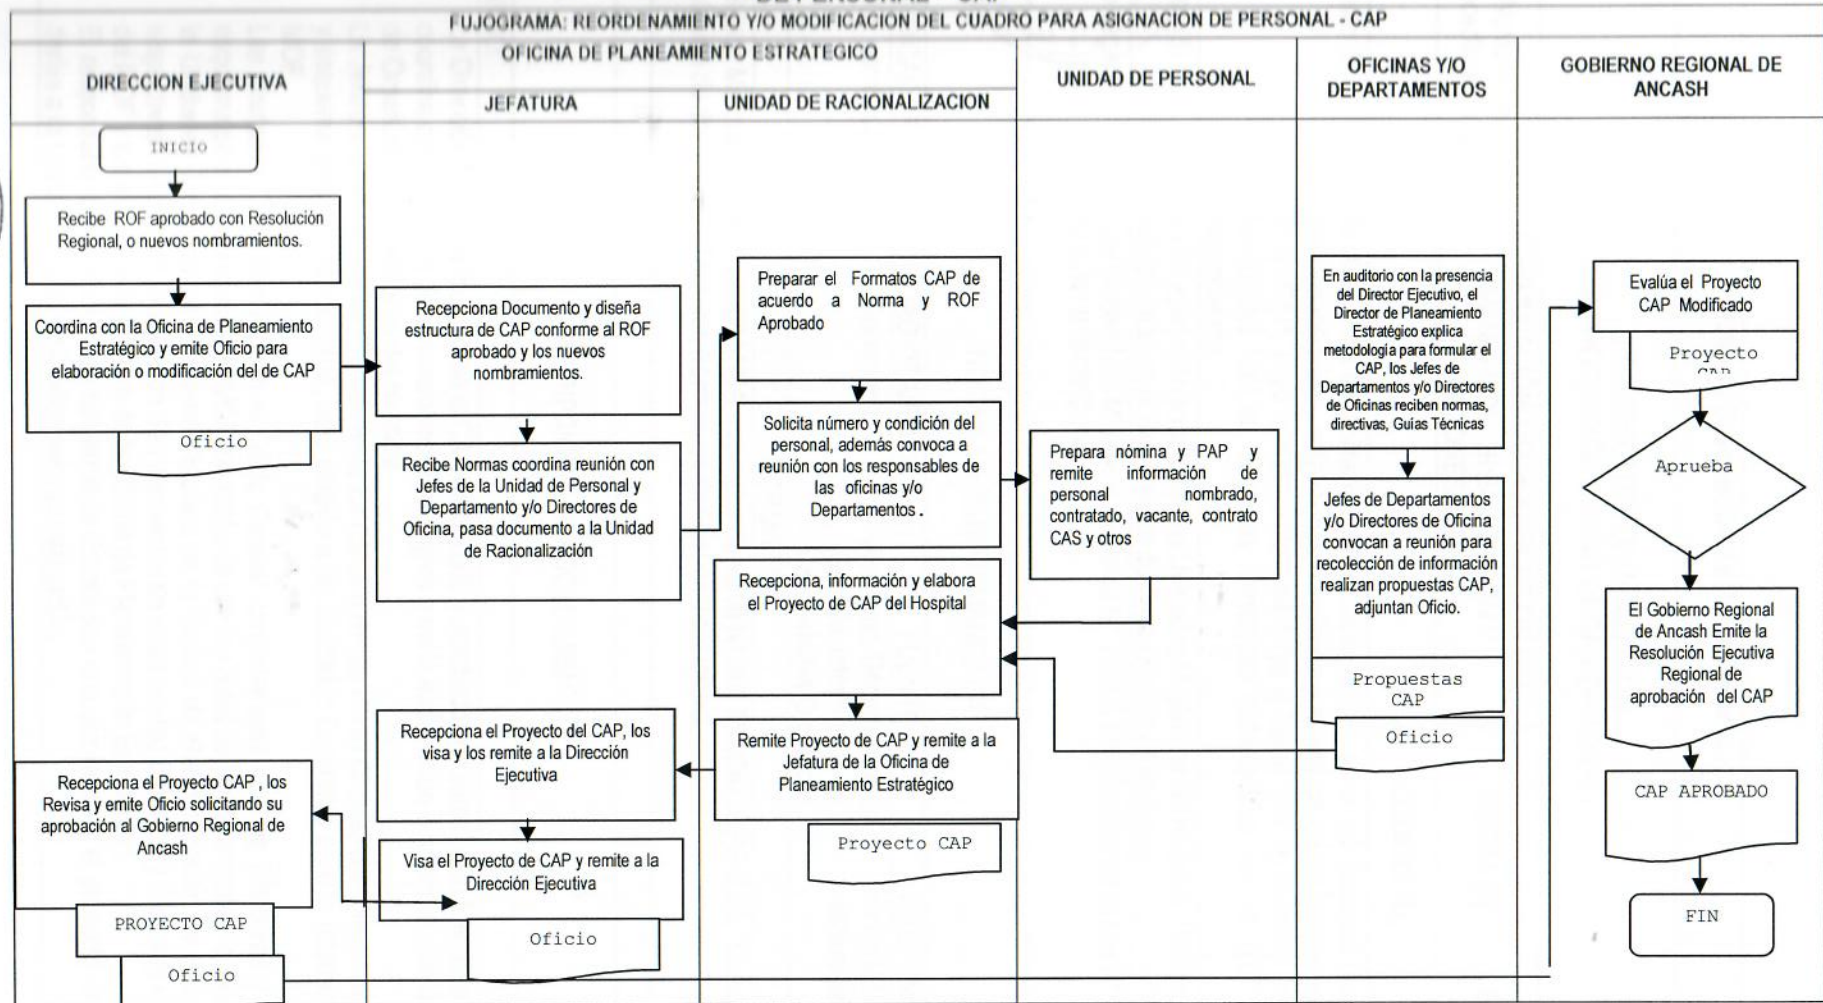 DE PERSONAL - CAP
FUJOGRAMA: REORDENAMIENTO Y/O MODIFICACION DEL CUADRO PARA ASIGNACION DE PERSONAL - CAP
DIRECCION EJECUTIVA
OFICINA DE PLANEAMIENTO ESTRATEGICO
JEFATURA
UNIDAD DE RACIONALIZACION
UNIDAD DE PERSONAL
OFICINAS Y/O
DEPARTAMENTOS
GOBIERNO REGIONAL DE
ANCASH
INICIO
Recibe ROF aprobado con Resolución
Regional, o nuevos nombramientos.
Coordina con la Oficina de Planeamiento
Estratégico y emite Oficio para
elaboración o modificación del de CAP
Oficio
Recepciona el Proyecto CAP , los
Revisa y emite Oficio solicitando su
aprobación al Gobierno Regional de
Ancash
PROYECTO CAP
Oficio
Recepciona Documento y diseña
estructura de CAP conforme al ROF
aprobado y los nuevos
nombramientos.
Recibe Normas coordina reunión con
Jefes de la Unidad de Personal y
Departamento y/o Directores de
Oficina, pasa documento a la Unidad
de Racionalización
Recepciona el Proyecto del CAP, los
visa y los remite a la Dirección
Ejecutiva
Visa el Proyecto de CAP y remite a la
Dirección Ejecutiva
Oficio
Preparar el Formatos CAP de
acuerdo a Norma y ROF
Aprobado
Solicita número y condición del
personal, además convoca a
reunión con los responsables de
las oficinas y/o
Departamentos .
Recepciona, información y elabora
el Proyecto de CAP del Hospital
Remite Proyecto de CAP y remite a la
Jefatura de la Oficina de
Planeamiento Estratégico
Proyecto CAP
Prepara nómina y PAP y
remite información de
personal nombrado,
contratado, vacante, contrato
CAS y otros
En auditorio con la presencia
del Director Ejecutivo, el
Director de Planeamiento
Estratégico explica
metodología para formular el
CAP, los Jefes de
Departamentos y/o Directores
de Oficinas reciben normas,
directivas, Guías Técnicas
Jefes de Departamentos
y/o Directores de Oficina
convocan a reunión para
recolección de información
realizan propuestas CAP,
adjuntan Oficio.
Propuestas
CAP
Oficio
Evalúa el Proyecto
CAP Modificado
Proyecto
CAP
Aprueba
El Gobierno Regional
de Ancash Emite la
Resolución Ejecutiva
Regional de
aprobación del CAP
CAP APROBADO
FIN